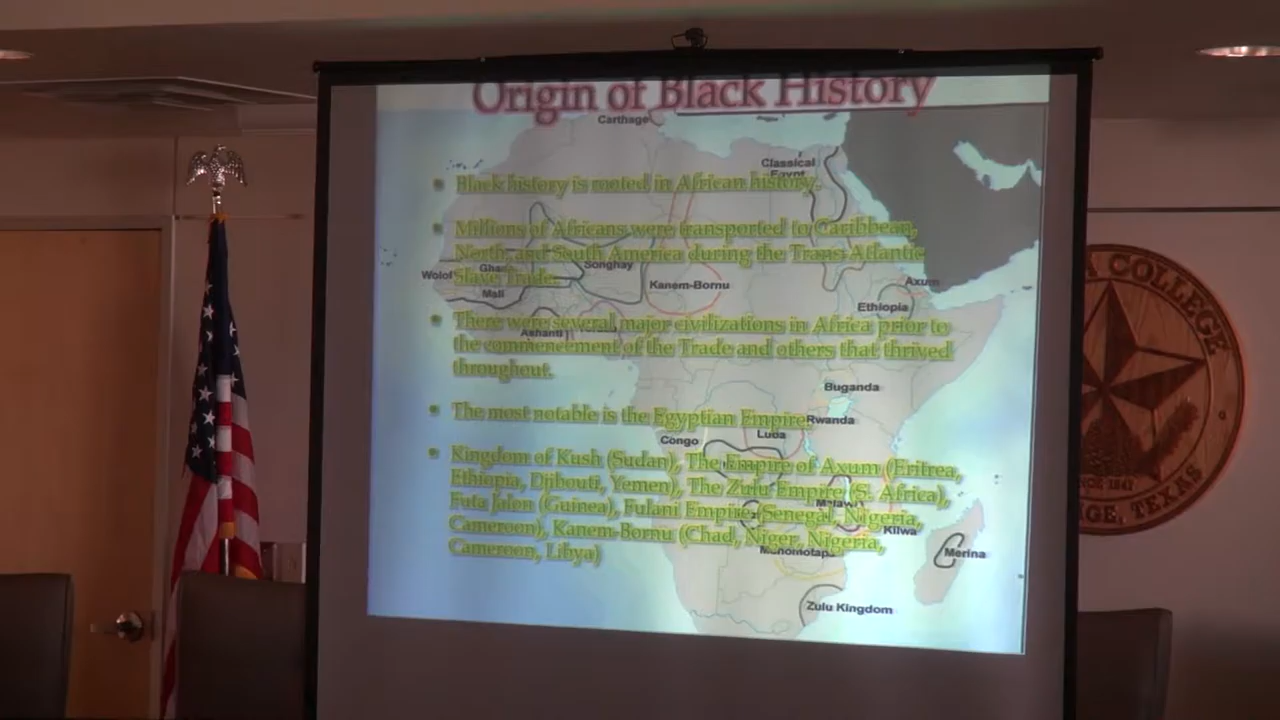 Origin of Black History
Carthage
Classical
Egypt
• Black history is rooted in African history.
• Millions of Africans were transported to Caribbean,
North, and South America during the Trans-Atlantic
Slave Trade.
Wolof
Songhay
Mali
Kanem-Bornu
Axum
Ethiopia
• There were several major civilizations in Africa prior to
the commencement of the Trade and others that thrived
throughout.
Ashanti
Buganda
• The most notable is the Egyptian Empire.
Rwanda
Congo
Luba
• Kingdom of Kush (Sudan), The Empire of Axum (Eritrea,
Ethiopia, Djibouti, Yemen), The Zulu Empire (S. Africa),
Futa Jalon (Guinea), Fulani Empire (Senegal, Nigeria,
Cameroon), Kanem-Bornu (Chad, Niger, Nigeria,
Cameroon, Libya)
Malawi
Kilwa
Merina
Zulu Kingdom
COLLEGE
TEXAS